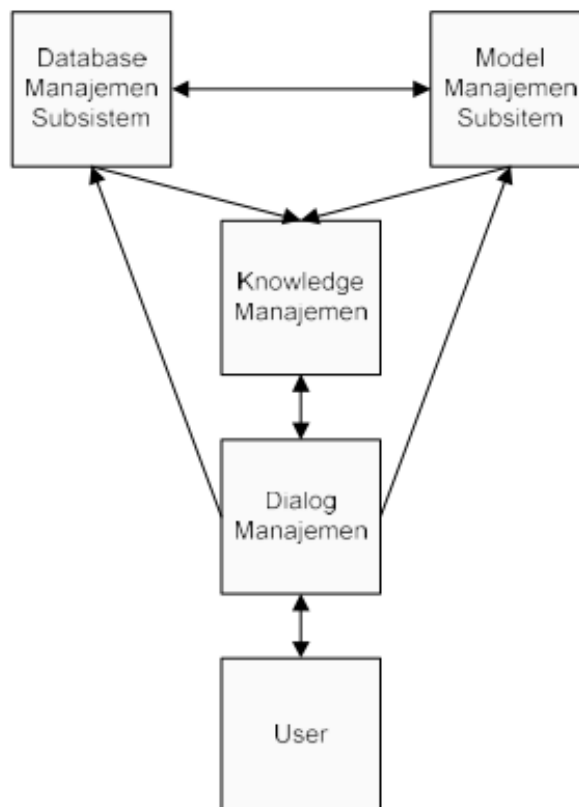 Database
Manajemen
Subsistem
Model
Manajemen
Subsitem
Knowledge
Manajemen
Dialog
Manajemen
User